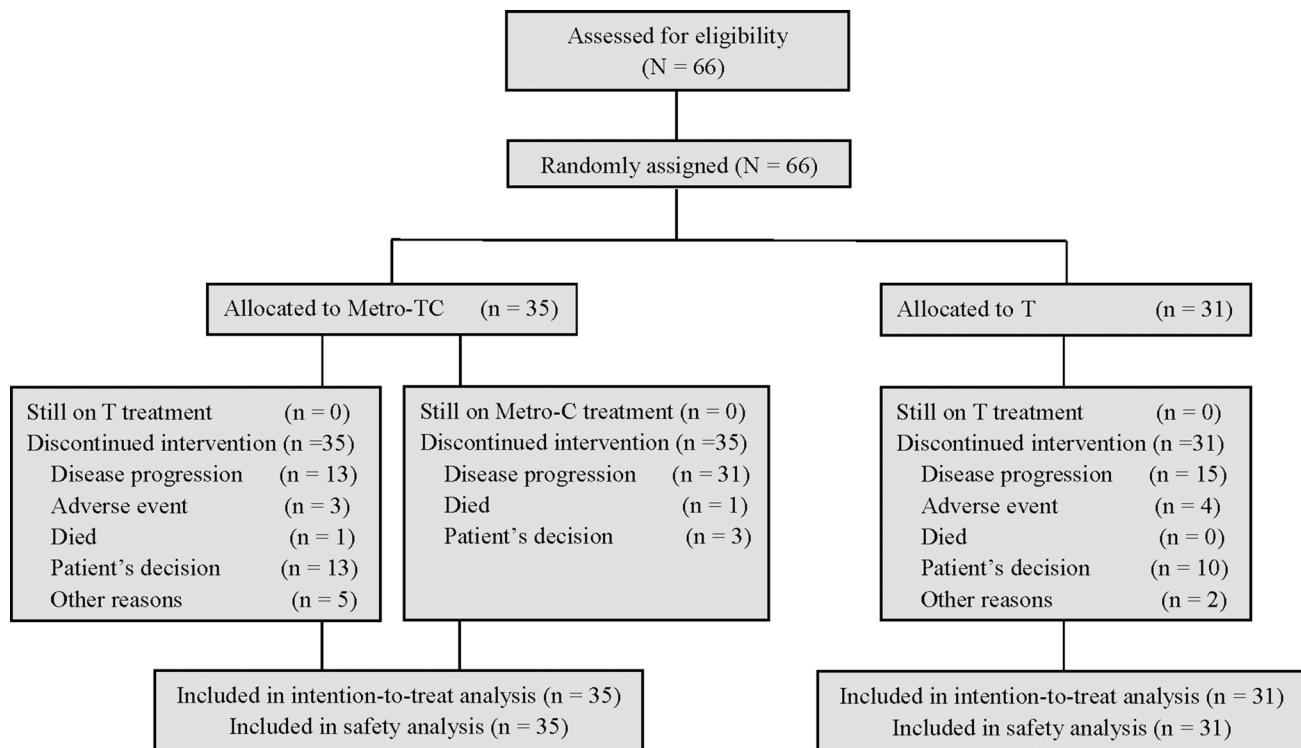 Assessed for eligibility
(N = 66)
Randomly assigned (N = 66)
Allocated to Metro-TC (n = 35)
Allocated to T (n = 31)
Still on T treatment (n = 0)
Discontinued intervention (n =35)
Disease progression (n = 13)
Adverse event (n = 3)
Died (n = 1)
Patient’s decision (n = 13)
Other reasons (n = 5)
Still on Metro-C treatment (n = 0)
Discontinued intervention (n =35)
Disease progression (n = 31)
Died (n = 1)
Patient’s decision (n = 3)
Still on T treatment (n = 0)
Discontinued intervention (n =31)
Disease progression (n = 15)
Adverse event (n = 4)
Died (n = 0)
Patient’s decision (n = 10)
Other reasons (n = 2)
Included in intention-to-treat analysis (n = 35)
Included in safety analysis (n = 35)
Included in intention-to-treat analysis (n = 31)
Included in safety analysis (n = 31)